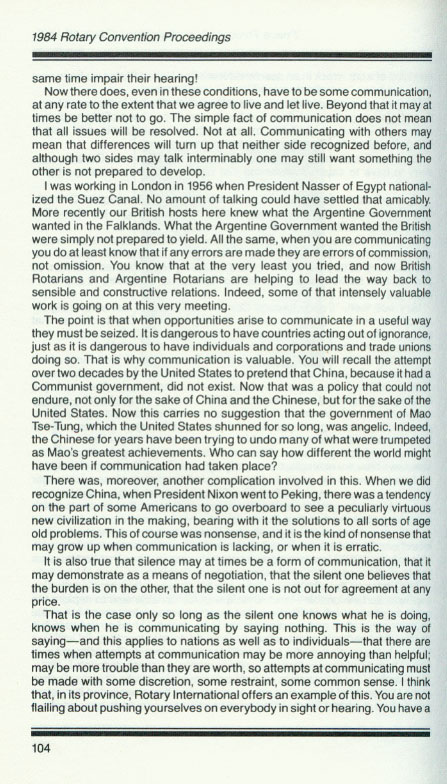 1984 Rotary Convention Proceedings
same time impair their hearing!
Now there does, even in these conditions, have to be some communication,
at any rate to the extent that we agree to live and let live. Beyond that it may at
times be better not to go. The simple fact of communication does not mean
that all issues will be resolved. Not at all. Communicating with others may
mean that differences will turn up that neither side recognized before, and
although two sides may talk interminably one may still want something the
other is not prepared to develop.
I was working in London in 1956 when President Nasser of Egypt national-
ized the Suez Canal. No amount of talking could have settled that amicably.
More recently our British hosts here knew what the Argentine Government
wanted in the Falklands. What the Argentine Government wanted the British
were simply not prepared to yield. All the same, when you are communicating
you do at least know that if any errors are made they are errors of commission,
not omission. You know that at the very least you tried, and now British
Rotarians and Argentine Rotarians are helping to lead the way back to
sensible and constructive relations. Indeed, some of that intensely valuable
work is going on at this very meeting.
The point is that when opportunities arise to communicate in a useful way
they must be seized. It is dangerous to have countries acting out of ignorance,
just as it is dangerous to have individuals and corporations and trade unions
doing so. That is why communication is valuable. You will recall the attempt
over two decades by the United States to pretend that China, because it had a
Communist government, did not exist. Now that was a policy that could not
endure, not only for the sake of China and the Chinese, but for the sake of the
United States. Now this carries no suggestion that the government of Mao
Tse-Tung, which the United States shunned for so long, was angelic. Indeed,
the Chinese for years have been trying to undo many of what were trumpeted
as Mao's greatest achievements. Who can say how different the world might
have been if communication had taken place?
There was, moreover, another complication involved in this. When we did
recognize China, when President Nixon went to Peking, there was a tendency
on the part of some Americans to go overboard to see a peculiarly virtuous
new civilization in the making, bearing with it the solutions to all sorts of age
old problems. This of course was nonsense, and it is the kind of nonsense that
may grow up when communication is lacking, or when it is erratic.
It is also true that silence may at times be a form of communication, that it
may demonstrate as a means of negotiation, that the silent one believes that
the burden is on the other, that the silent one is not out for agreement at any
price.
That is the case only so long as the silent one knows what he is doing,
knows when he is communicating by saying nothing. This is the way of
saying—and this applies to nations as well as to individuals—that there are
times when attempts at communication may be more annoying than helpful;
may be more trouble than they are worth, so attempts at communicating must
be made with some discretion, some restraint, some common sense. I think
that, in its province, Rotary International offers an example of this. You are not
flailing about pushing yourselves on everybody in sight or hearing. You have a
104